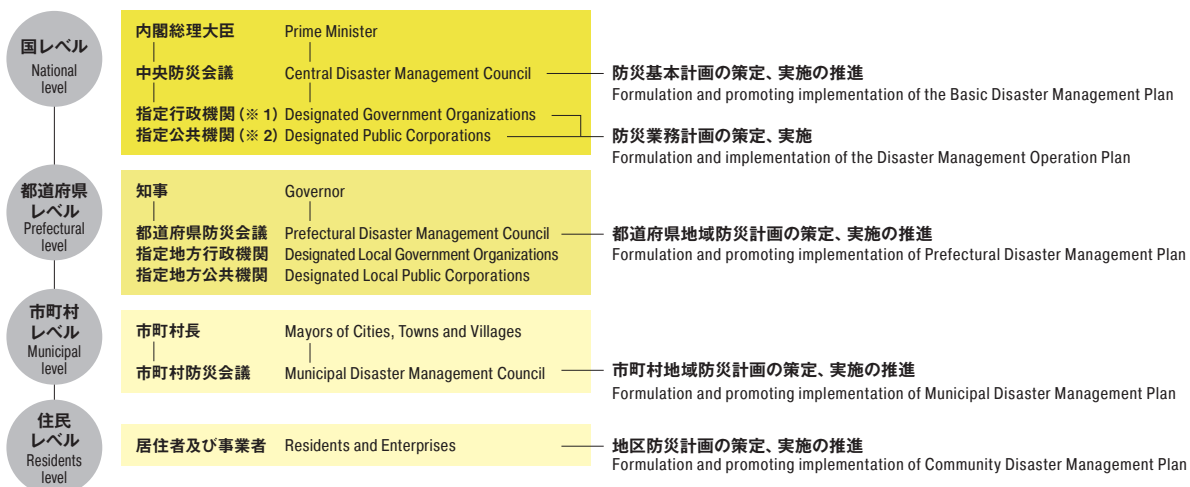 国レベル
National
level
内閣総理大臣 Prime Minister
中央防災会議 Central Disaster Management Council
防災基本計画の策定、実施の推進
Formulation and promoting implementation of the Basic Disaster Management Plan
指定行政機関(※1) Designated Government Organizations
指定公共機関(※2) Designated Public Corporations
防災業務計画の策定、実施
Formulation and implementation of the Disaster Management Operation Plan
都道府県
レベル
Prefectural
level
知事 Governor
都道府県防災会議 Prefectural Disaster Management Council
都道府県地域防災計画の策定、実施の推進
Formulation and promoting implementation of Prefectural Disaster Management Plan
指定地方行政機関 Designated Local Government Organizations
指定地方公共機関 Designated Local Public Corporations
市町村
レベル
Municipal
level
市町村長 Mayors of Cities, Towns and Villages
市町村防災会議 Municipal Disaster Management Council
市町村地域防災計画の策定、実施の推進
Formulation and promoting implementation of Municipal Disaster Management Plan
住民
レベル
Residents
level
居住者及び事業者 Residents and Enterprises
地区防災計画の策定、実施の推進
Formulation and promoting implementation of Community Disaster Management Plan